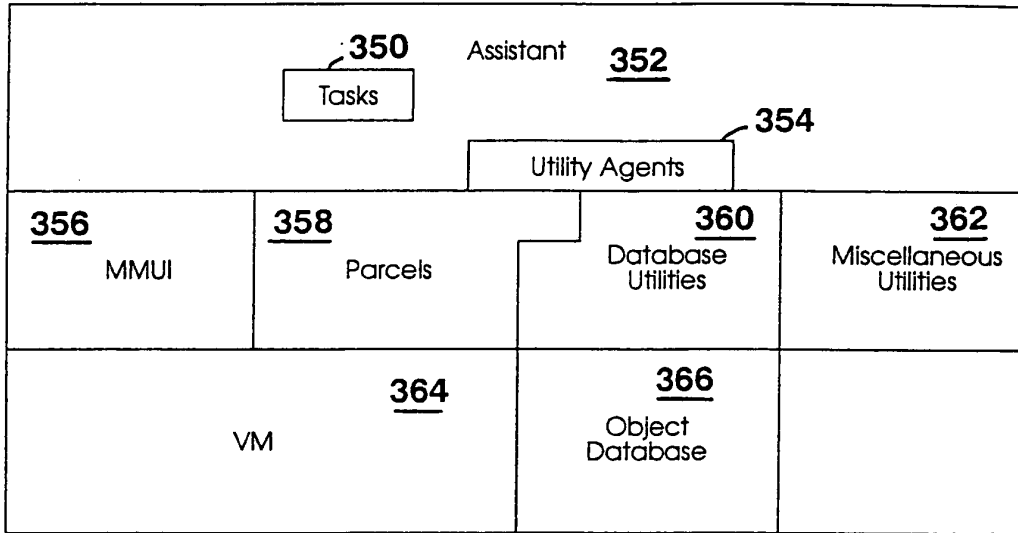 350
Assistant
352
Tasks
354
Utility Agents
356
MMUI
358
Parcels
360
Database
Utilities
362
Miscellaneous
Utilities
364
VM
366
Object
Database